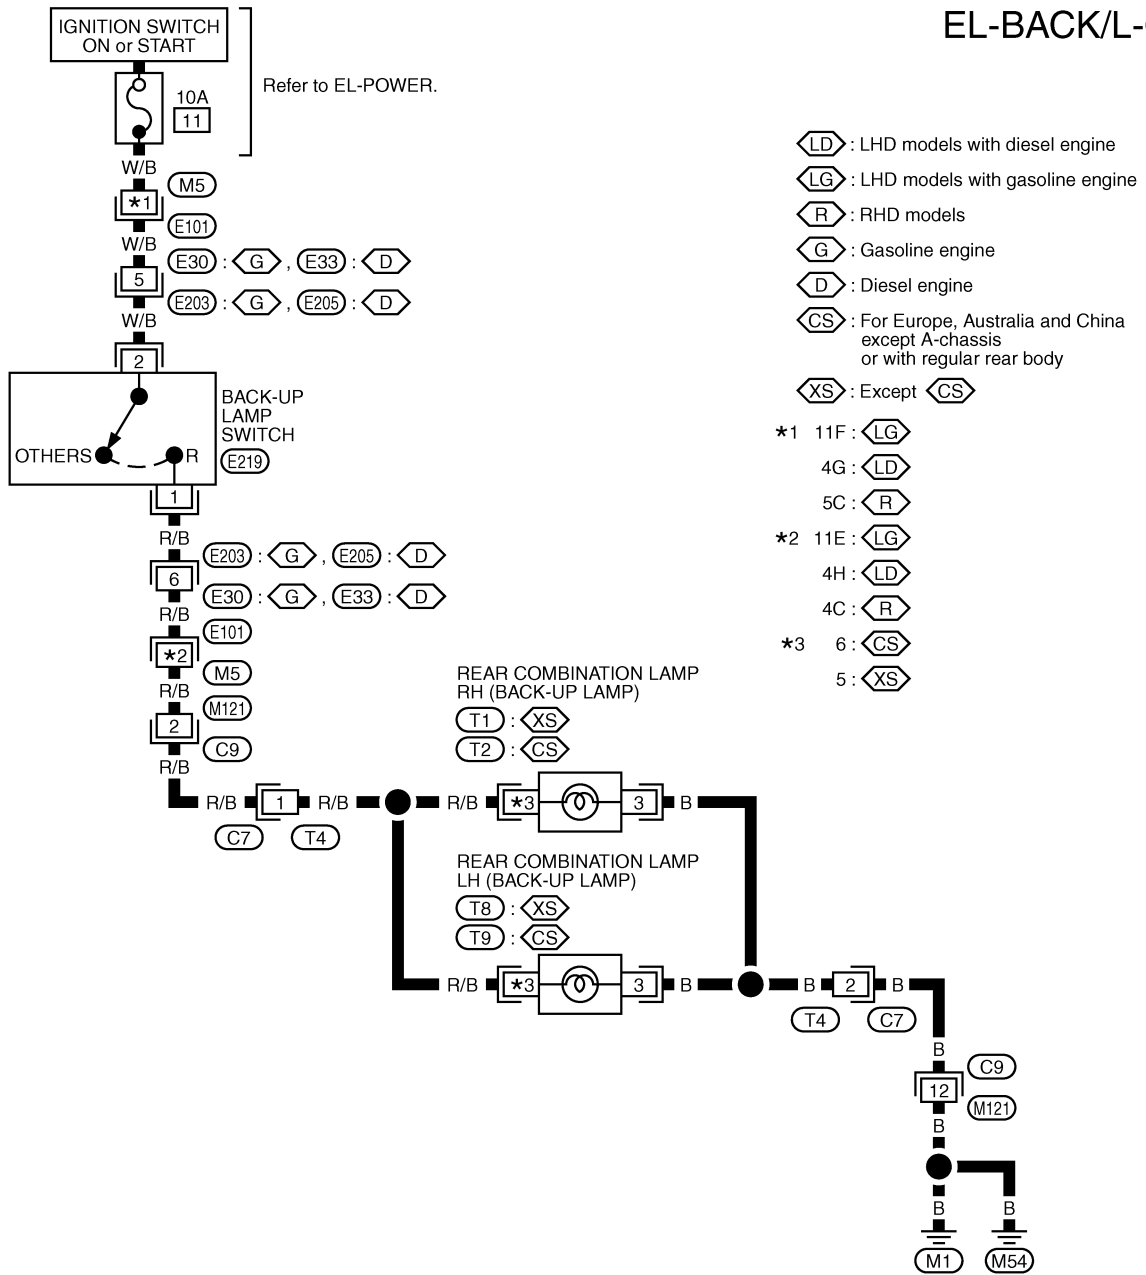 EL-BACK/L-
IGNITION SWITCH
ON or START
Refer to EL-POWER.
10A
11
W/B
*1
M5
E101
W/B
E30 : G , E33 : D
5
E203 : G , E205 : D
W/B
2
BACK-UP
LAMP
SWITCH
E219
OTHERS
R
1
R/B
E203 : G , E205 : D
6
E30 : G , E33 : D
R/B
E101
*2
M5
R/B
M121
2
C9
R/B
LD : LHD models with diesel engine
LG : LHD models with gasoline engine
R : RHD models
G : Gasoline engine
D : Diesel engine
CS : For Europe, Australia and China
except A-chassis
or with regular rear body
XS : Except CS
*1 11F : LG
4G : LD
5C : R
*2 11E : LG
4H : LD
4C : R
*3 6 : CS
5 : XS
REAR COMBINATION LAMP
RH (BACK-UP LAMP)
T1 : XS
T2 : CS
R/B 1 R/B R/B *3 3 B
C7 T4
REAR COMBINATION LAMP
LH (BACK-UP LAMP)
T8 : XS
T9 : CS
R/B *3 3 B B 2 B
T4 C7
B
C9
12
M121
B
B B
M1 M54